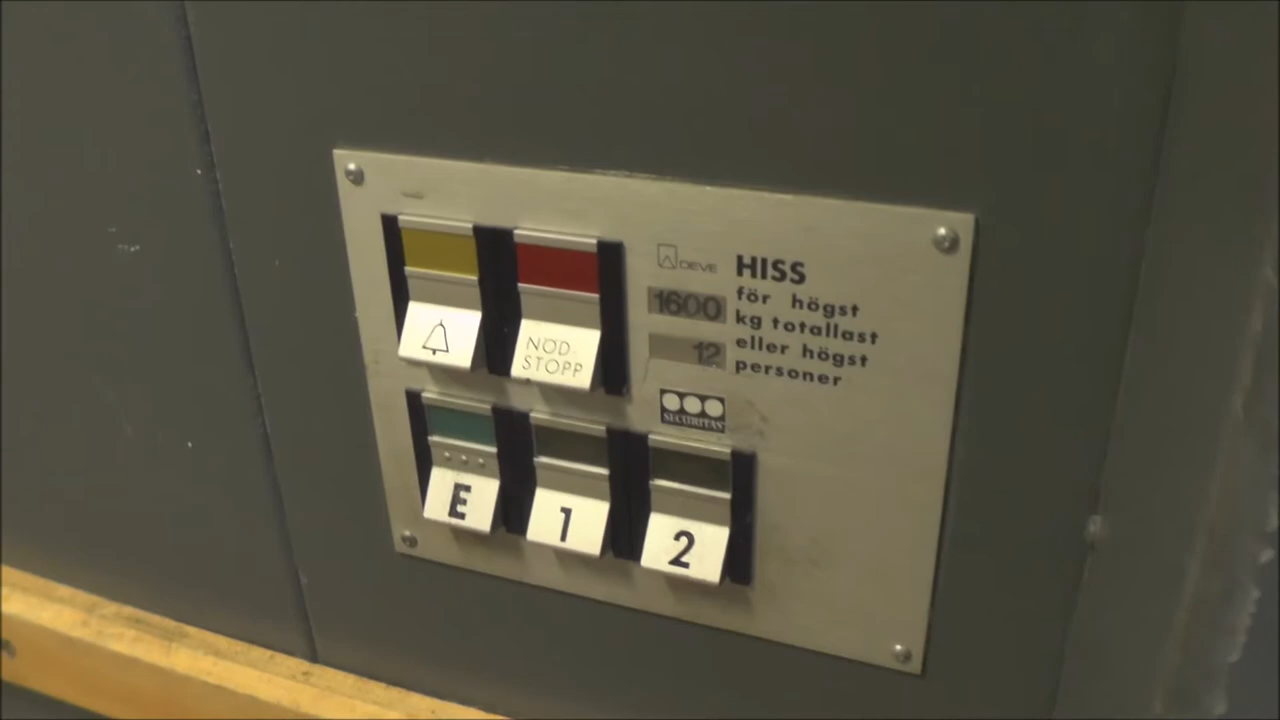 DEVE HISS
1600 för högst
kg totallast
12 eller högst
personer
NÖD-
STOPP
SECURITAS
E 1 2